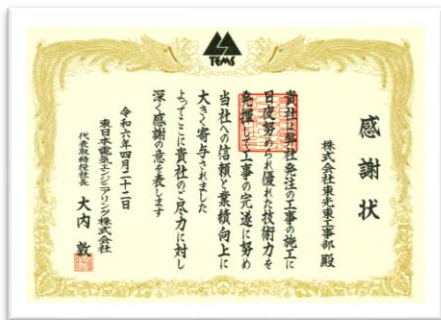 TEMS
感謝状
株式会社東光東工事部 殿
貴社は弊社発注の工事の施工に
日夜努められ優れた技術力を
発揮して工事の完遂に努め
当社への信頼と業績向上に
大きく寄与されました
よってここに貴社のご尽力に対し
深く感謝の意を表します
令和六年四月二十二日
東日本電気エンジニアリング株式会社
代表取締役社長 大内 敦